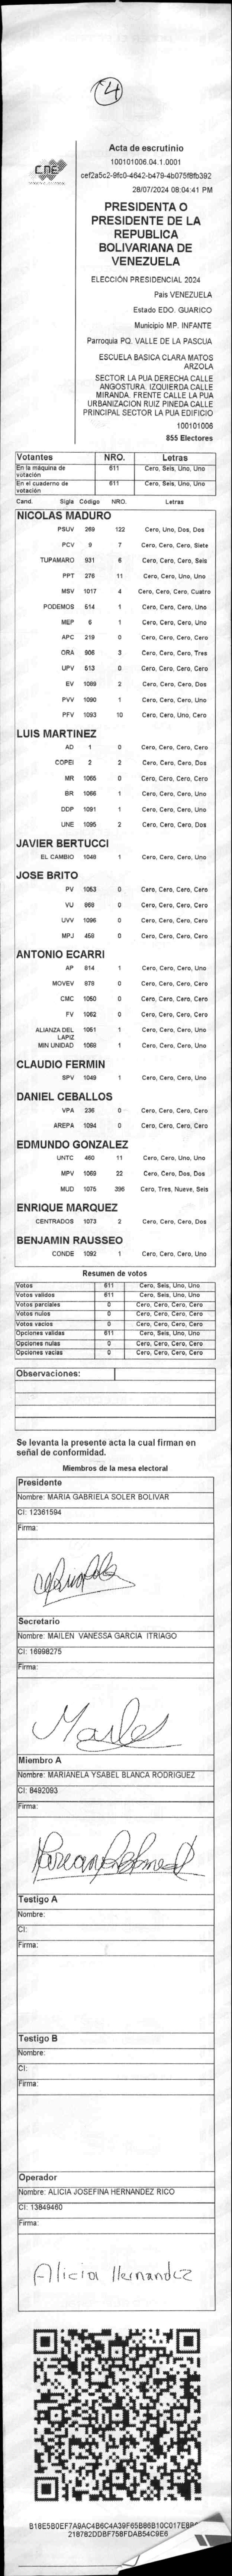 4
CNE
Acta de escrutinio
100101006.04.1.0001
cef2a5c2-9fc0-4642-b479-4b075f8fb392
28/07/2024 08:04:41 PM
PRESIDENTA O
PRESIDENTE DE LA
REPUBLICA
BOLIVARIANA DE
VENEZUELA
ELECCIÓN PRESIDENCIAL 2024
País VENEZUELA
Estado EDO. GUARICO
Municipio MP. INFANTE
Parroquia PQ. VALLE DE LA PASCUA
ESCUELA BASICA CLARA MATOS
ARZOLA
SECTOR LA PUA DERECHA CALLE
ANGOSTURA. IZQUIERDA CALLE
MIRANDA. FRENTE CALLE LA PUA
URBANIZACION RUIZ PINEDA CALLE
PRINCIPAL SECTOR LA PUA EDIFICIO
100101006
855 Electores
Votantes NRO. Letras
En la máquina de votación 611 Cero, Seis, Uno, Uno
En el cuaderno de votación 611 Cero, Seis, Uno, Uno
Cand. Sigla Código NRO. Letras
NICOLAS MADURO
PSUV 269 122 Cero, Uno, Dos, Dos
PCV 9 7 Cero, Cero, Cero, Siete
TUPAMARO 931 6 Cero, Cero, Cero, Seis
PPT 276 11 Cero, Cero, Uno, Uno
MSV 1017 4 Cero, Cero, Cero, Cuatro
PODEMOS 514 1 Cero, Cero, Cero, Uno
MEP 6 1 Cero, Cero, Cero, Uno
APC 219 0 Cero, Cero, Cero, Cero
ORA 906 3 Cero, Cero, Cero, Tres
UPV 513 0 Cero, Cero, Cero, Cero
EV 1089 2 Cero, Cero, Cero, Dos
PVV 1090 1 Cero, Cero, Cero, Uno
PFV 1093 10 Cero, Cero, Uno, Cero
LUIS MARTINEZ
AD 1 0 Cero, Cero, Cero, Cero
COPEI 2 2 Cero, Cero, Cero, Dos
MR 1065 0 Cero, Cero, Cero, Cero
BR 1066 1 Cero, Cero, Cero, Uno
DDP 1091 1 Cero, Cero, Cero, Uno
UNE 1095 2 Cero, Cero, Cero, Dos
JAVIER BERTUCCI
EL CAMBIO 1048 1 Cero, Cero, Cero, Uno
JOSE BRITO
PV 1053 0 Cero, Cero, Cero, Cero
VU 868 0 Cero, Cero, Cero, Cero
UVV 1096 0 Cero, Cero, Cero, Cero
MPJ 458 0 Cero, Cero, Cero, Cero
ANTONIO ECARRI
AP 814 1 Cero, Cero, Cero, Uno
MOVEV 978 0 Cero, Cero, Cero, Cero
CMC 1050 0 Cero, Cero, Cero, Cero
FV 1052 0 Cero, Cero, Cero, Cero
ALIANZA DEL LAPIZ 1051 1 Cero, Cero, Cero, Uno
MIN UNIDAD 1068 1 Cero, Cero, Cero, Uno
CLAUDIO FERMIN
SPV 1049 1 Cero, Cero, Cero, Uno
DANIEL CEBALLOS
VPA 236 0 Cero, Cero, Cero, Cero
AREPA 1094 0 Cero, Cero, Cero, Cero
EDMUNDO GONZALEZ
UNTC 460 11 Cero, Cero, Uno, Uno
MPV 1069 22 Cero, Cero, Dos, Dos
MUD 1075 396 Cero, Tres, Nueve, Seis
ENRIQUE MARQUEZ
CENTRADOS 1073 2 Cero, Cero, Cero, Dos
BENJAMIN RAUSSEO
CONDE 1092 1 Cero, Cero, Cero, Uno
Resumen de votos
Votos 611 Cero, Seis, Uno, Uno
Votos validos 611 Cero, Seis, Uno, Uno
Votos parciales 0 Cero, Cero, Cero, Cero
Votos nulos 0 Cero, Cero, Cero, Cero
Votos vacios 0 Cero, Cero, Cero, Cero
Opciones validas 611 Cero, Seis, Uno, Uno
Opciones nulas 0 Cero, Cero, Cero, Cero
Opciones vacias 0 Cero, Cero, Cero, Cero
Observaciones:
Se levanta la presente acta la cual firman en
señal de conformidad.
Miembros de la mesa electoral
Presidente
Nombre: MARIA GABRIELA SOLER BOLIVAR
CI: 12361594
Firma:
Secretario
Nombre: MAILEN VANESSA GARCIA ITRIAGO
CI: 16998275
Firma:
Miembro A
Nombre: MARIANELA YSABEL BLANCA RODRIGUEZ
CI: 8492093
Firma:
Testigo A
Nombre:
CI:
Firma:
Testigo B
Nombre:
CI:
Firma:
Operador
Nombre: ALICIA JOSEFINA HERNANDEZ RICO
CI: 13849460
Firma:
Alicia Hernandez
218782DDBF758FDAB54C9E6